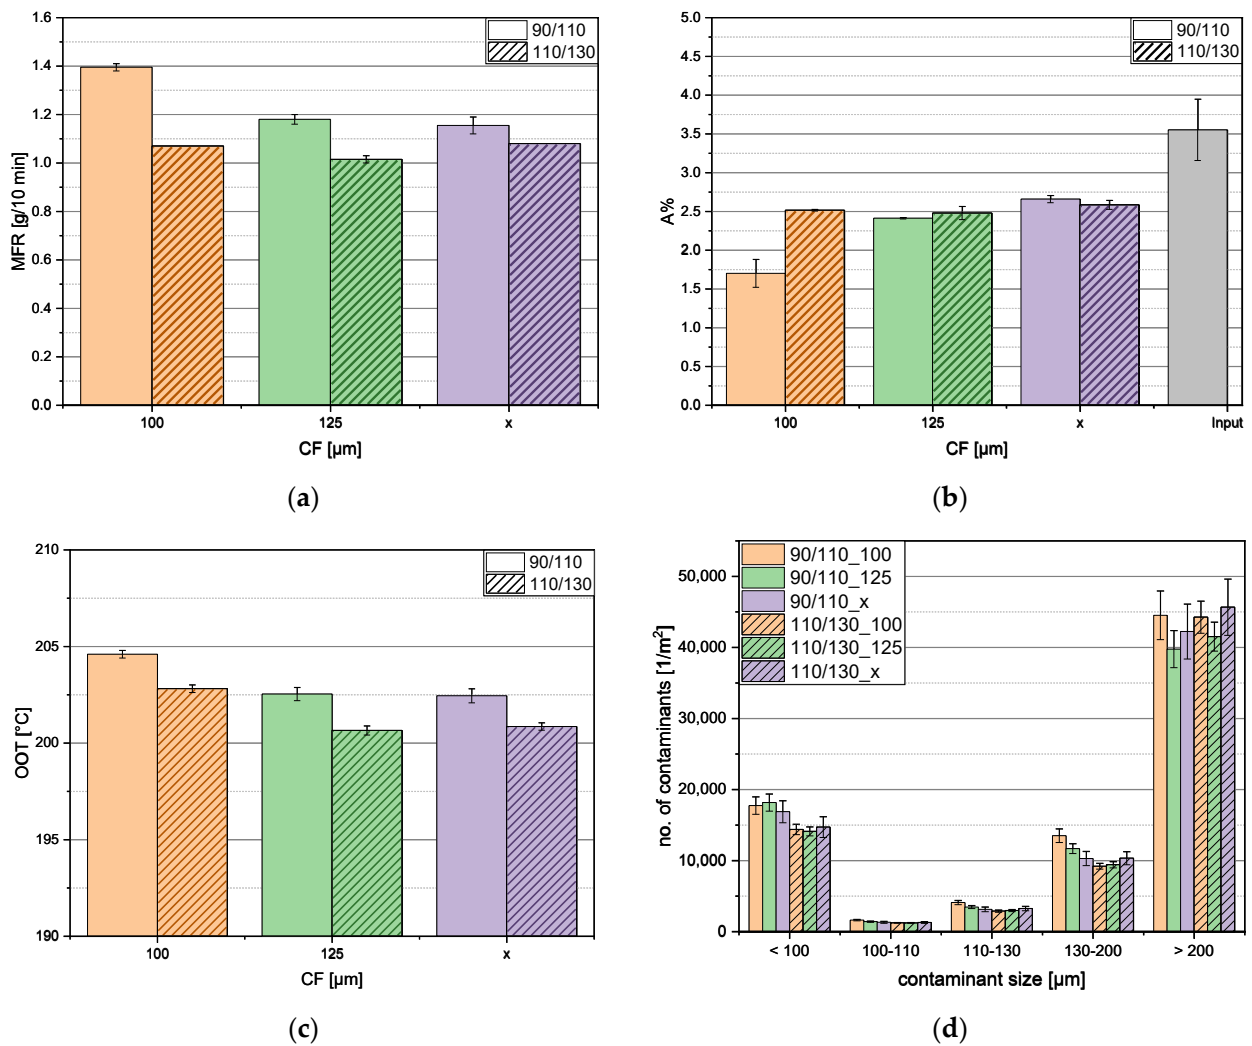 1.6
1.4
1.2
1.0
0.8
0.6
0.4
0.2
0.0
MFR [g/10 min]
90/110
110/130
100 125 x
CF [µm]
(a)
5.0
4.5
4.0
3.5
3.0
2.5
2.0
1.5
1.0
0.5
0.0
A%
90/110
110/130
100 125 x Input
CF [µm]
(b)
210
205
200
195
190
OOT [°C]
90/110
110/130
100 125 x
CF [µm]
(c)
50,000
40,000
30,000
20,000
10,000
0
no. of contaminants [1/m²]
90/110_100
90/110_125
90/110_x
110/130_100
110/130_125
110/130_x
< 100 100-110 110-130 130-200 > 200
contaminant size [µm]
(d)